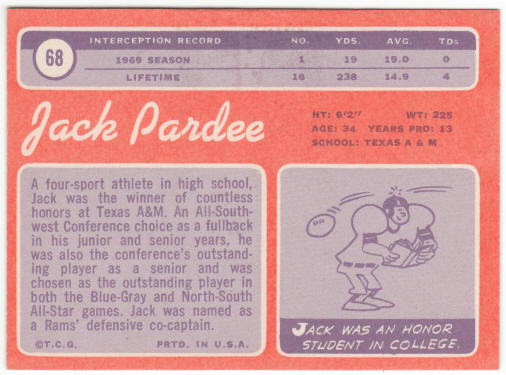 68
INTERCEPTION RECORD NO. YDS. AVG. TDs
1969 SEASON 1 19 19.0 0
LIFETIME 16 238 14.9 4
Jack Pardee
HT: 6'2" WT: 225
AGE: 34 YEARS PRO: 13
SCHOOL: TEXAS A & M
A four-sport athlete in high school,
Jack was the winner of countless
honors at Texas A&M. An All-South-
west Conference choice as a fullback
in his junior and senior years, he
was also the conference's outstand-
ing player as a senior and was
chosen as the outstanding player in
both the Blue-Gray and North-South
All-Star games. Jack was named as
a Rams' defensive co-captain.
©T.C.G. PRTD. IN U.S.A.
JACK WAS AN HONOR
STUDENT IN COLLEGE.